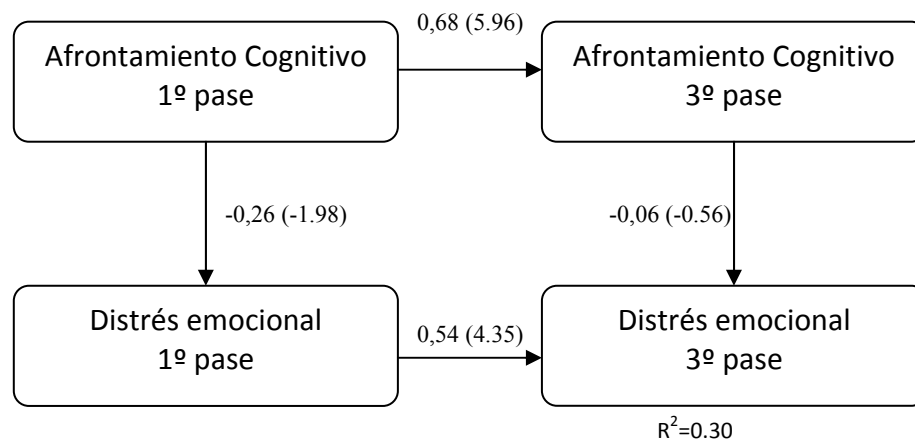 0,68 (5.96)
Afrontamiento Cognitivo
1º pase
Afrontamiento Cognitivo
3º pase
-0,26 (-1.98)
-0,06 (-0.56)
Distrés emocional
1º pase
0,54 (4.35)
Distrés emocional
3º pase
R²=0.30